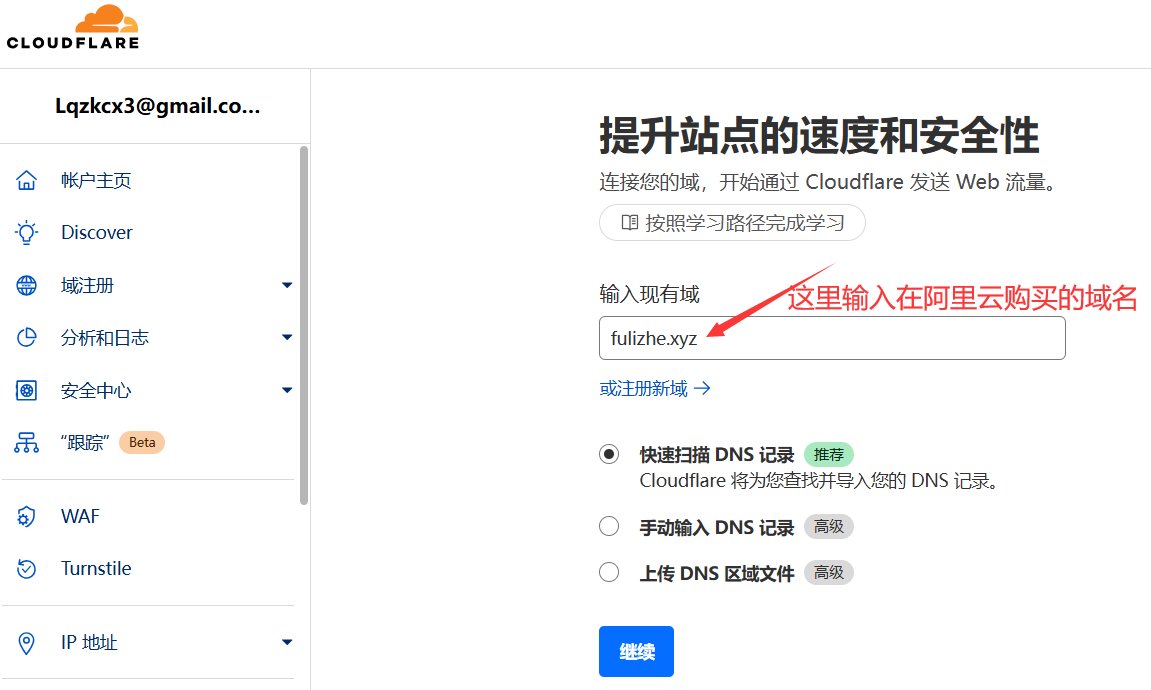 CLOUDFLARE
Lqzkcx3@gmail.co...
帐户主页
Discover
域注册
分析和日志
安全中心
“跟踪” Beta
WAF
Turnstile
IP 地址
提升站点的速度和安全性
连接您的域，开始通过 Cloudflare 发送 Web 流量。
按照学习路径完成学习
输入现有域
这里输入在阿里云购买的域名
fulizhe.xyz
或注册新域
快速扫描 DNS 记录 推荐
Cloudflare 将为您查找并导入您的 DNS 记录。
手动输入 DNS 记录 高级
上传 DNS 区域文件 高级
继续